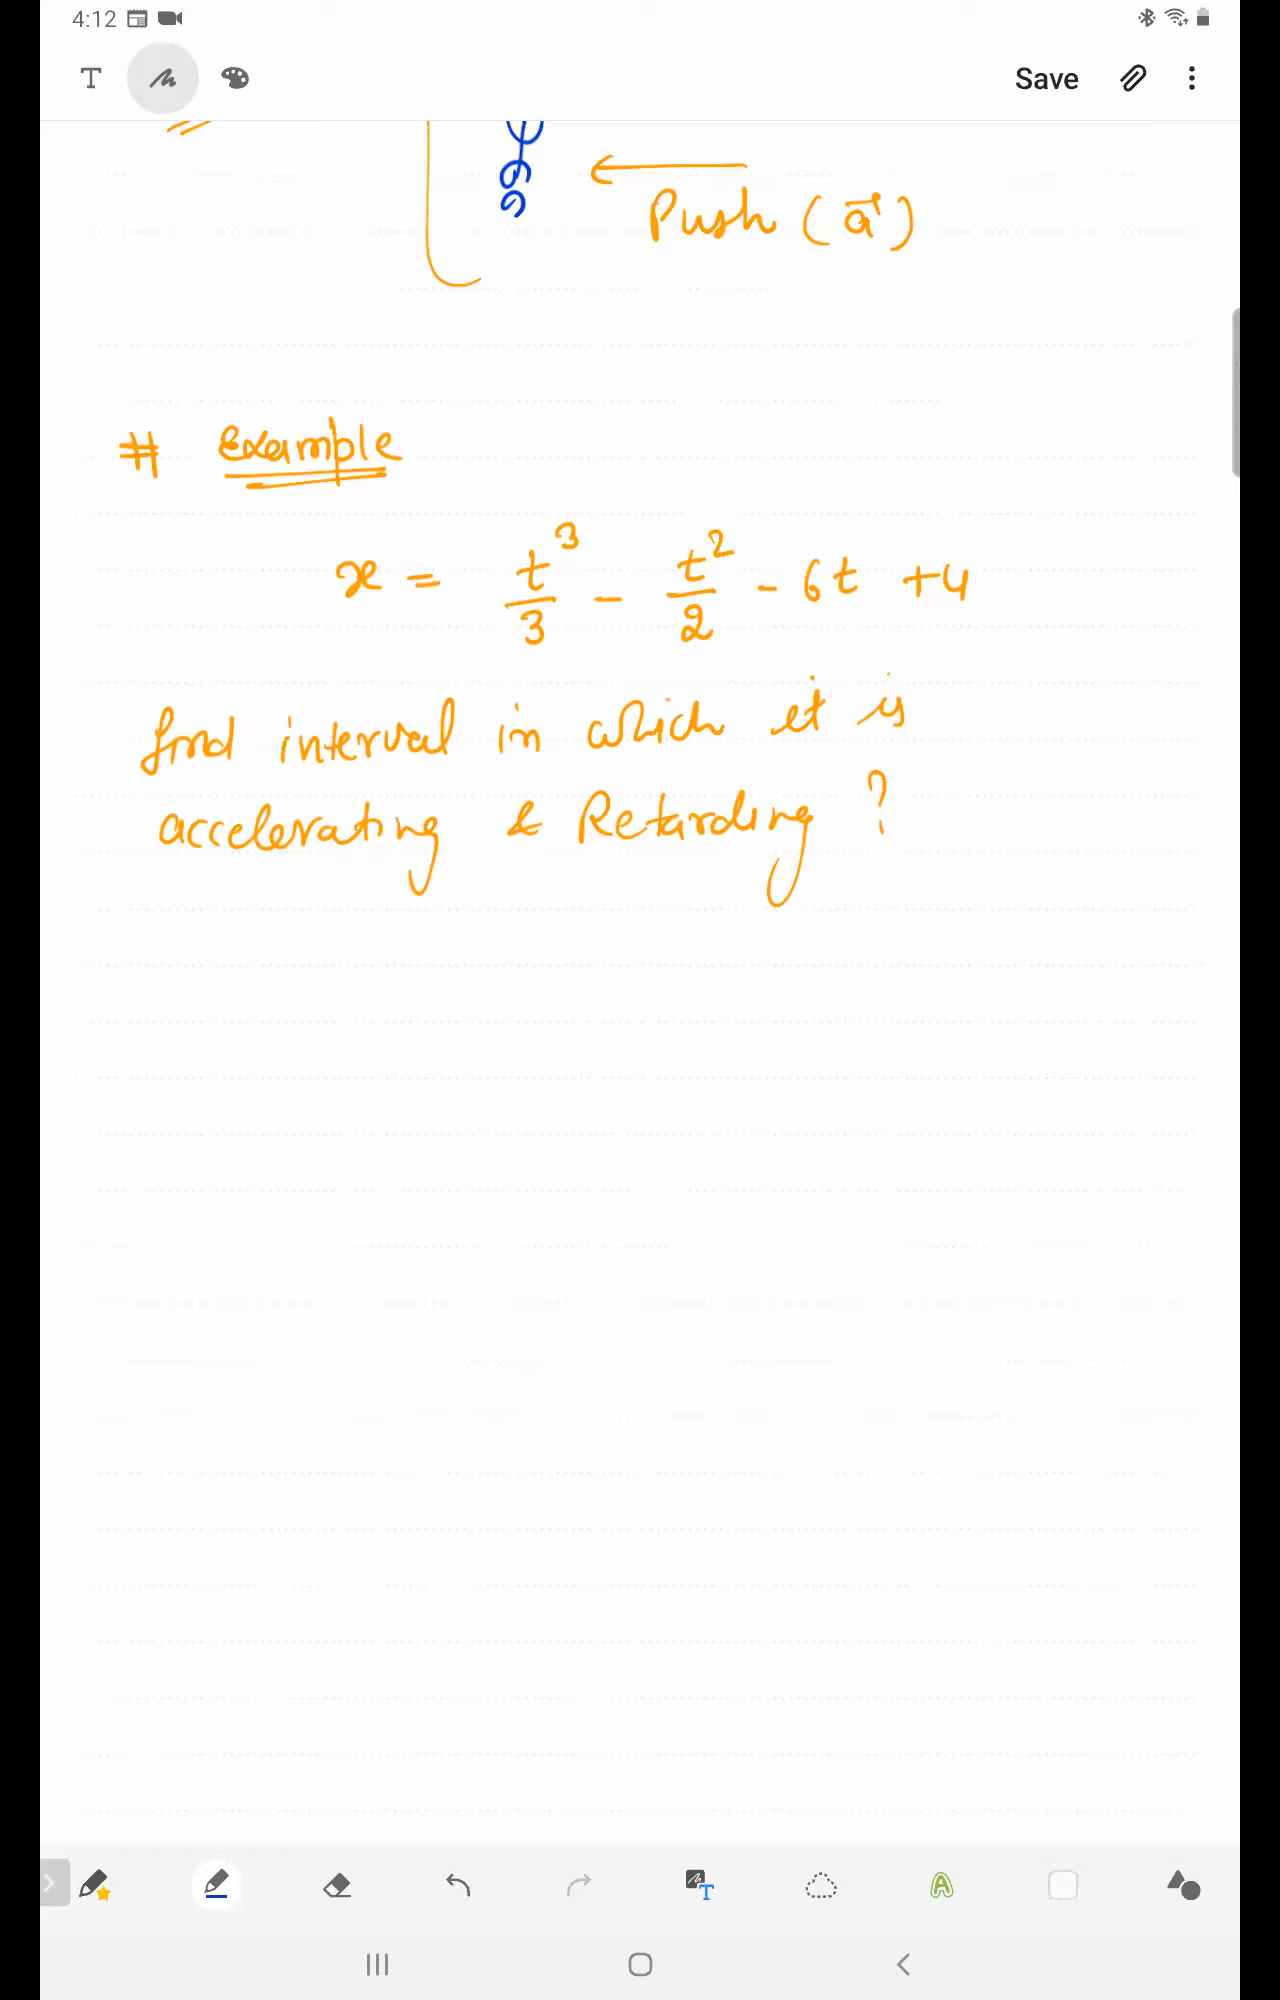 4:12
T Save
Push (a⃗)
# Example
x = t³/3 - t²/2 - 6t + 4
find interval in which it is
accelerating & Retarding ?
T A